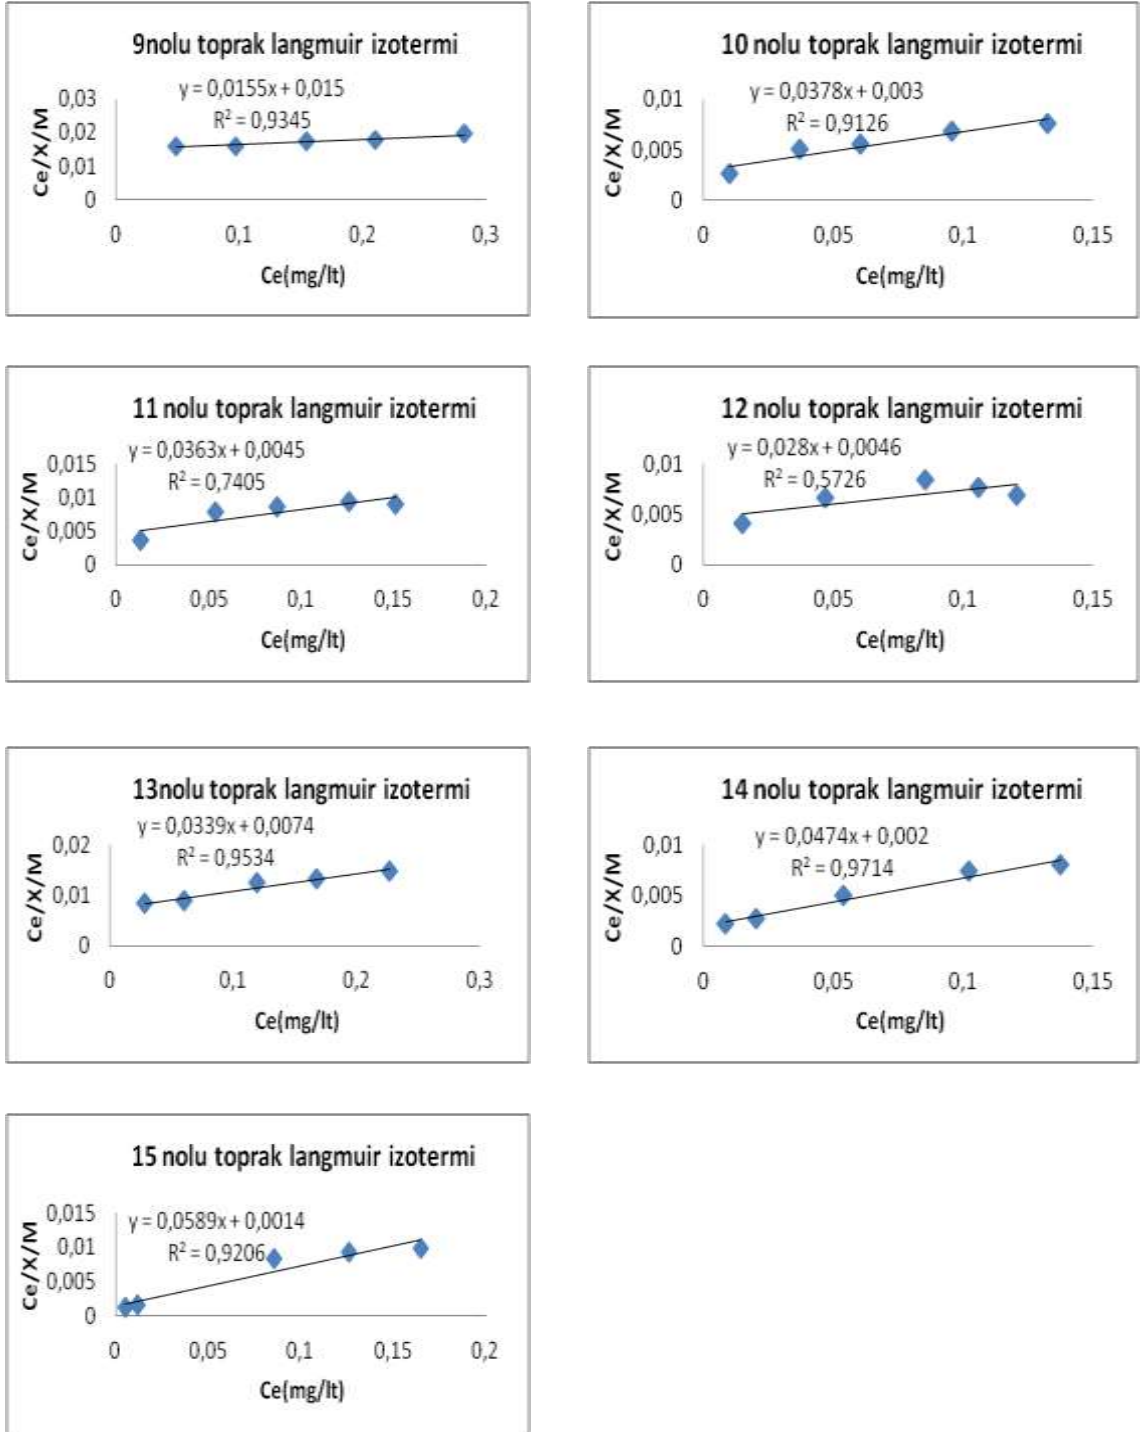 9nolu toprak langmuir izotermi
y = 0,0155x + 0,015
R² = 0,9345
Ce/X/M
0,03
0,02
0,01
0
0 0,1 0,2 0,3
Ce(mg/lt)
10 nolu toprak langmuir izotermi
y = 0,0378x + 0,003
R² = 0,9126
Ce/X/M
0,01
0,005
0
0 0,05 0,1 0,15
Ce(mg/lt)
11 nolu toprak langmuir izotermi
y = 0,0363x + 0,0045
R² = 0,7405
Ce/X/M
0,015
0,01
0,005
0
0 0,05 0,1 0,15 0,2
Ce(mg/lt)
12 nolu toprak langmuir izotermi
y = 0,028x + 0,0046
R² = 0,5726
Ce/X/M
0,01
0,005
0
0 0,05 0,1 0,15
Ce(mg/lt)
13nolu toprak langmuir izotermi
y = 0,0339x + 0,0074
R² = 0,9534
Ce/X/M
0,02
0,01
0
0 0,1 0,2 0,3
Ce(mg/lt)
14 nolu toprak langmuir izotermi
y = 0,0474x + 0,002
R² = 0,9714
Ce/X/M
0,01
0,005
0
0 0,05 0,1 0,15
Ce(mg/lt)
15 nolu toprak langmuir izotermi
y = 0,0589x + 0,0014
R² = 0,9206
Ce/X/M
0,015
0,01
0,005
0
0 0,05 0,1 0,15 0,2
Ce(mg/lt)